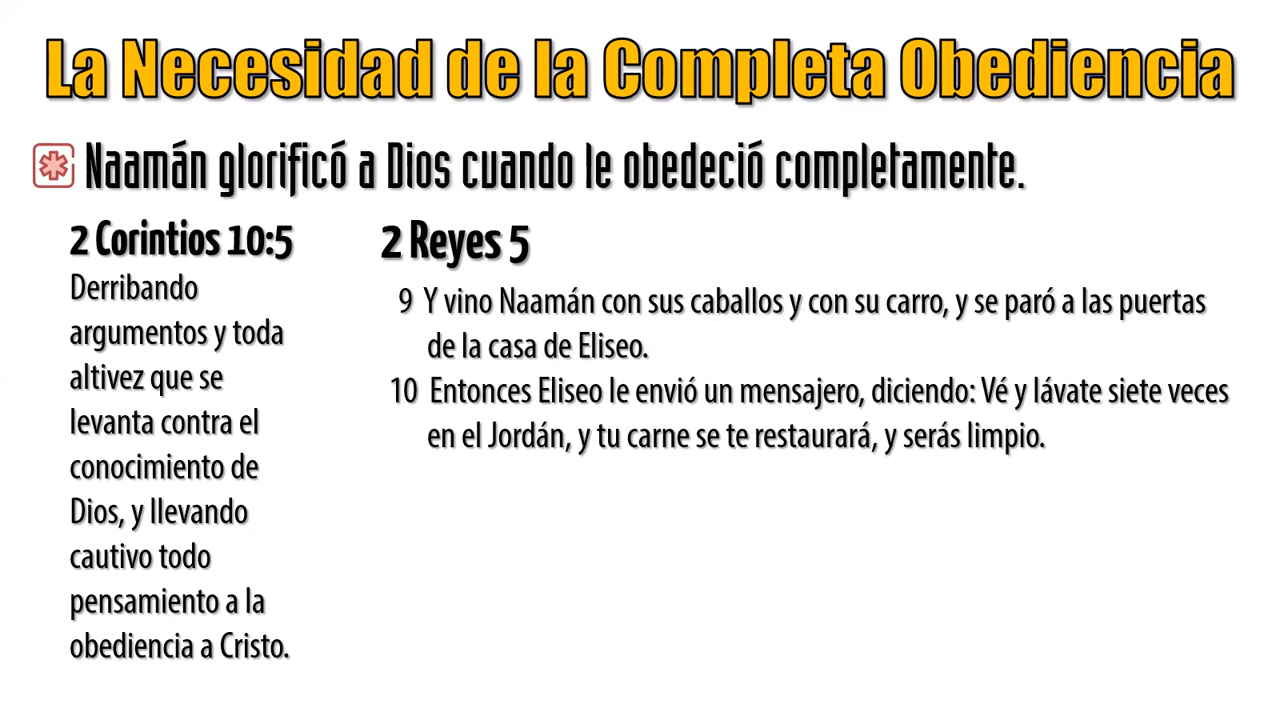 La Necesidad de la Completa Obediencia
Naamán glorificó a Dios cuando le obedeció completamente.
2 Corintios 10:5
Derribando
argumentos y toda
altivez que se
levanta contra el
conocimiento de
Dios, y llevando
cautivo todo
pensamiento a la
obediencia a Cristo.
2 Reyes 5
9 Y vino Naamán con sus caballos y con su carro, y se paró a las puertas
de la casa de Eliseo.
10 Entonces Eliseo le envió un mensajero, diciendo: Vé y lávate siete veces
en el Jordán, y tu carne se te restaurará, y serás limpio.